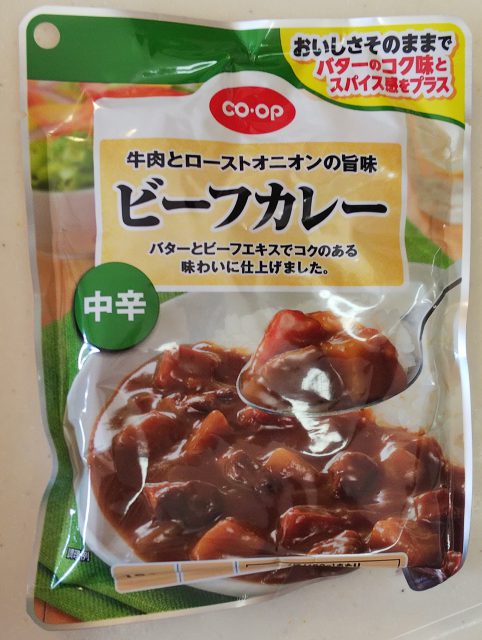 おいしさそのままで
バターのコク味と
スパイス感をプラス
CO・OP
牛肉とローストオニオンの旨味
ビーフカレー
バターとビーフエキスでコクのある
味わいに仕上げました。
中辛